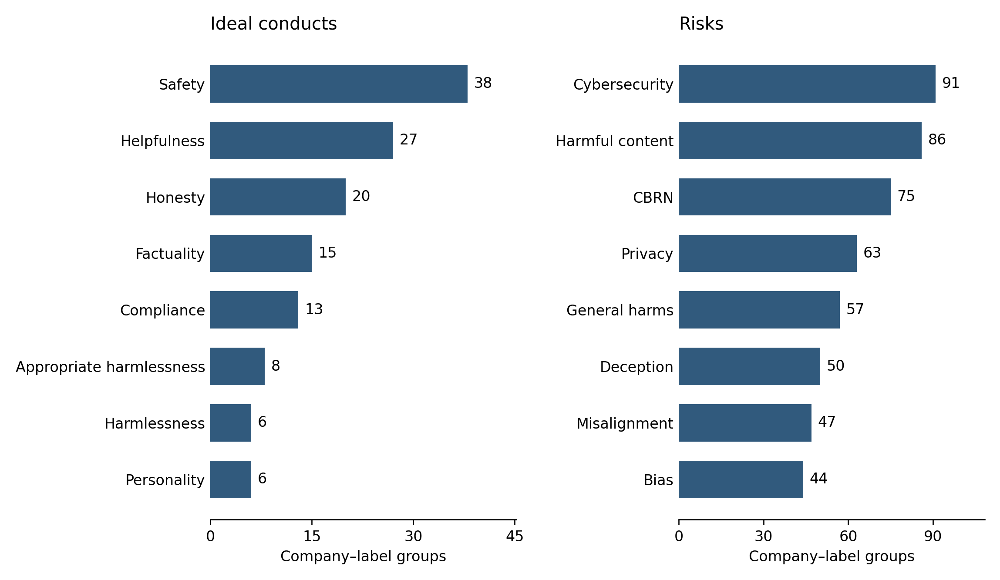 Ideal conducts
Safety 38
Helpfulness 27
Honesty 20
Factuality 15
Compliance 13
Appropriate harmlessness 8
Harmlessness 6
Personality 6
0 15 30 45
Company–label groups
Risks
Cybersecurity 91
Harmful content 86
CBRN 75
Privacy 63
General harms 57
Deception 50
Misalignment 47
Bias 44
0 30 60 90
Company–label groups